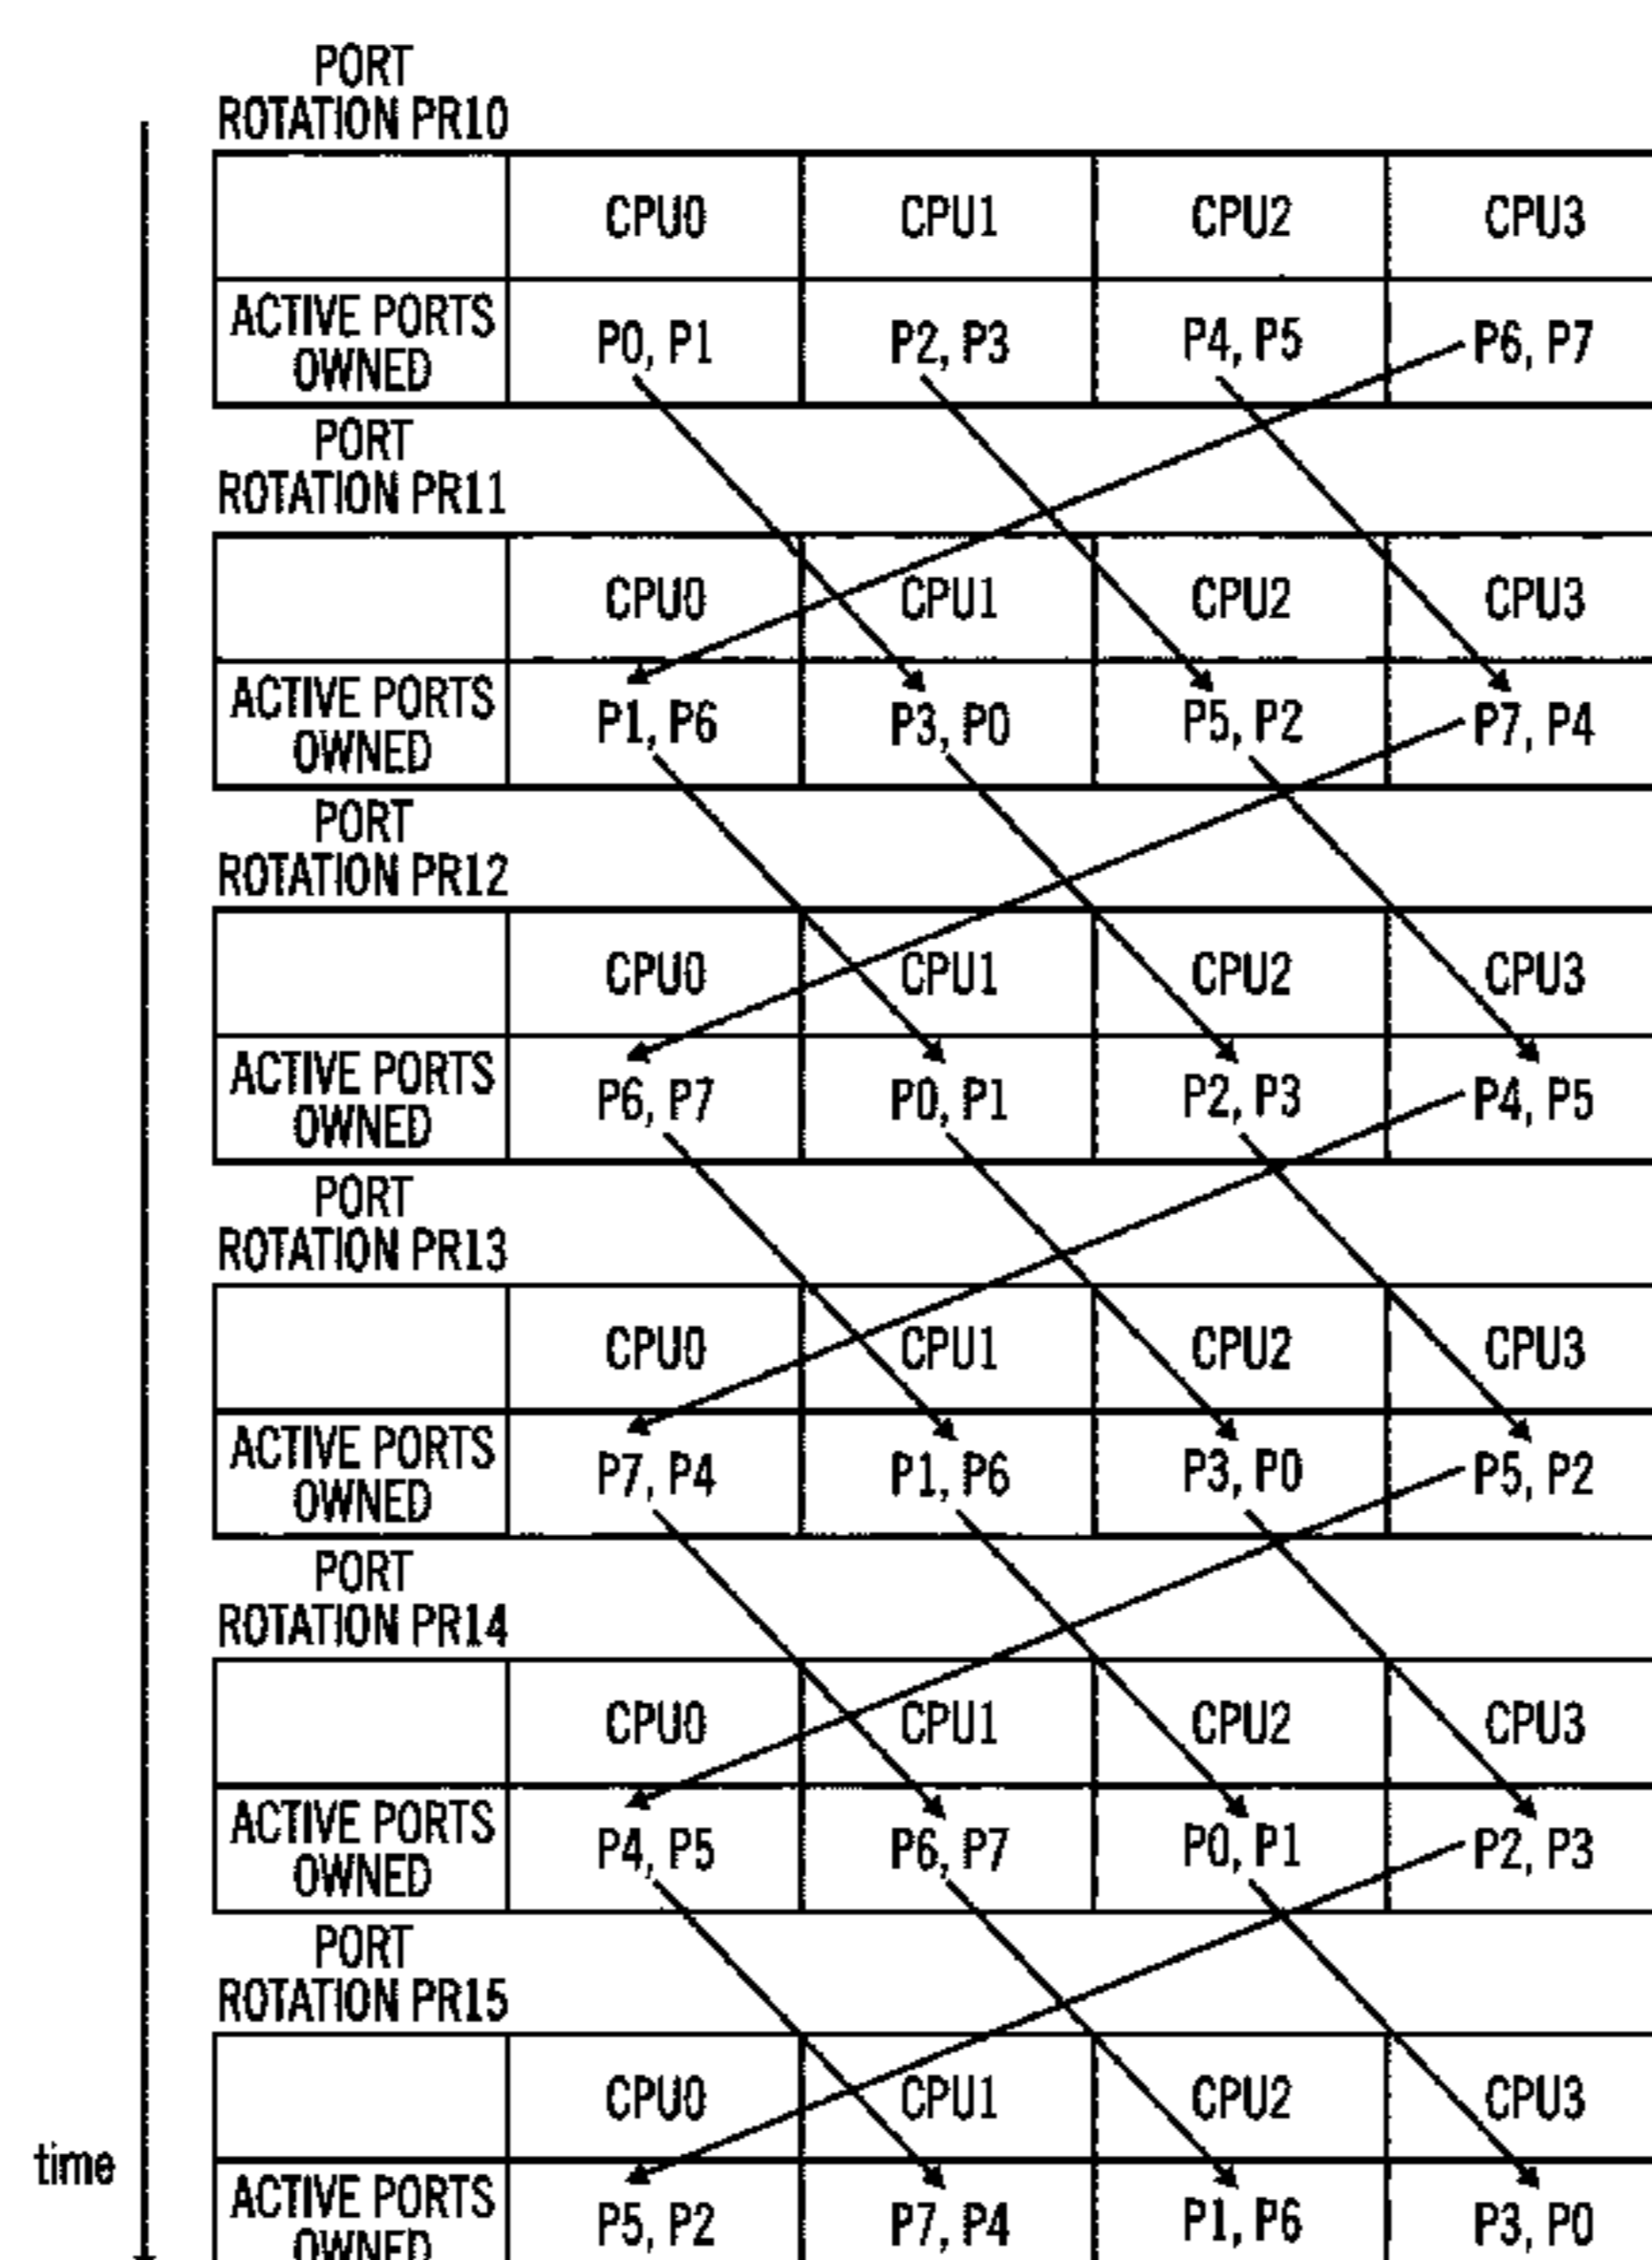 PORT
ROTATION PR10
CPU0 CPU1 CPU2 CPU3
ACTIVE PORTS
OWNED
P0, P1 P2, P3 P4, P5 P6, P7
PORT
ROTATION PR11
CPU0 CPU1 CPU2 CPU3
ACTIVE PORTS
OWNED
P1, P6 P3, P0 P5, P2 P7, P4
PORT
ROTATION PR12
CPU0 CPU1 CPU2 CPU3
ACTIVE PORTS
OWNED
P6, P7 P0, P1 P2, P3 P4, P5
PORT
ROTATION PR13
CPU0 CPU1 CPU2 CPU3
ACTIVE PORTS
OWNED
P7, P4 P1, P6 P3, P0 P5, P2
PORT
ROTATION PR14
CPU0 CPU1 CPU2 CPU3
ACTIVE PORTS
OWNED
P4, P5 P6, P7 P0, P1 P2, P3
PORT
ROTATION PR15
CPU0 CPU1 CPU2 CPU3
time
ACTIVE PORTS
OWNED
P5, P2 P7, P4 P1, P6 P3, P0